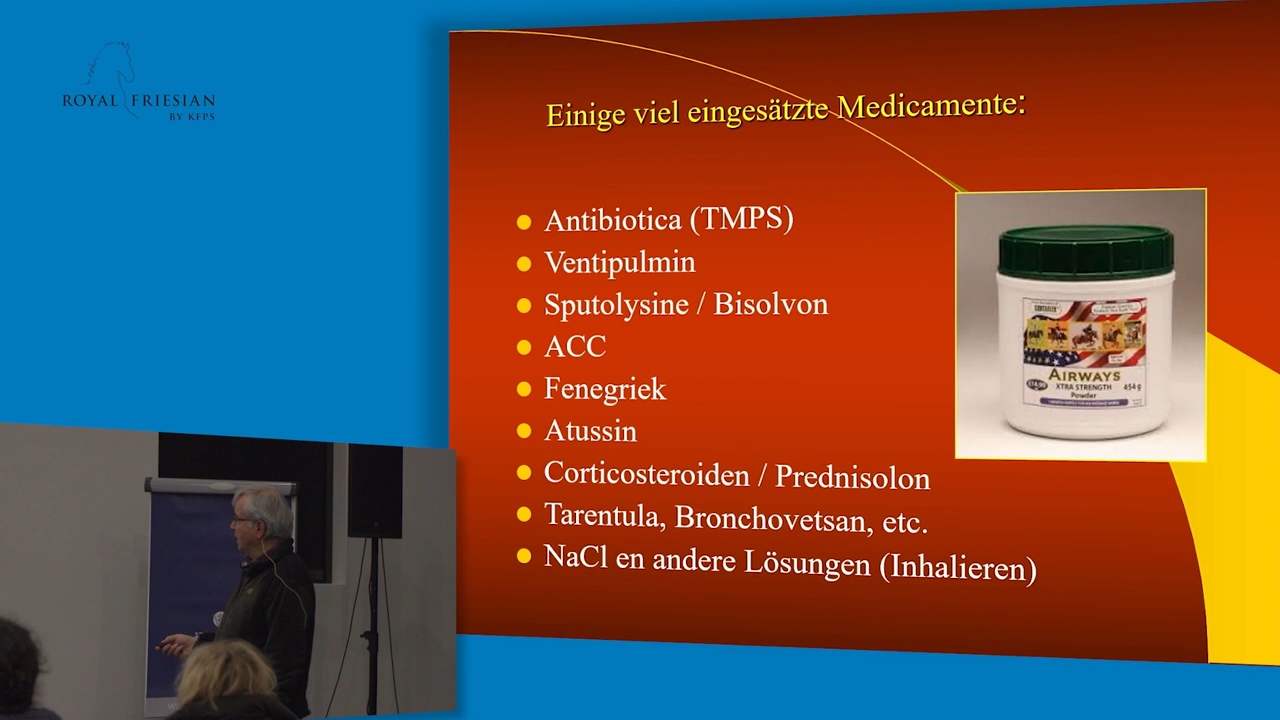 ROYAL FRIESIAN
BY KFPS
Einige viel eingesätzte Medicamente:
Antibiotica (TMPS)
Ventipulmin
Sputolysine / Bisolvon
ACC
Fenegriek
Atussin
Corticosteroiden / Prednisolon
Tarentula, Bronchovetsan, etc.
NaCl en andere Lösungen (Inhalieren)
AIRWAYS
XTRA STRENGTH
Powder
454 g